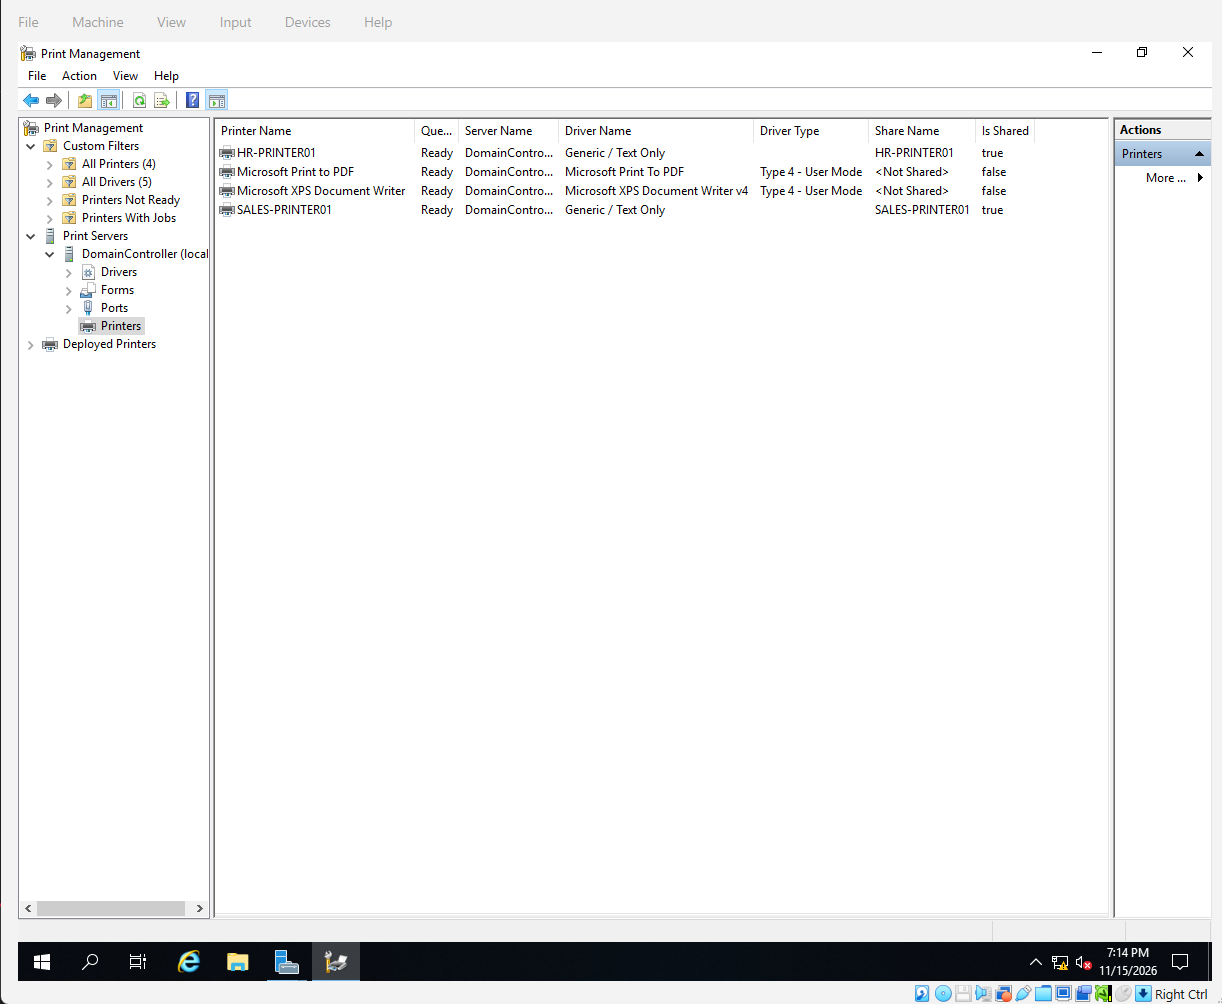 File Machine View Input Devices Help
Print Management
File Action View Help
Print Management
Custom Filters
All Printers (4)
All Drivers (5)
Printers Not Ready
Printers With Jobs
Print Servers
DomainController (local
Drivers
Forms
Ports
Printers
Deployed Printers
Printer Name Que... Server Name Driver Name Driver Type Share Name Is Shared
HR-PRINTER01 Ready DomainContro... Generic / Text Only HR-PRINTER01 true
Microsoft Print to PDF Ready DomainContro... Microsoft Print To PDF Type 4 - User Mode <Not Shared> false
Microsoft XPS Document Writer Ready DomainContro... Microsoft XPS Document Writer v4 Type 4 - User Mode <Not Shared> false
SALES-PRINTER01 Ready DomainContro... Generic / Text Only SALES-PRINTER01 true
Actions
Printers
More ...
7:14 PM
11/15/2026
Right Ctrl